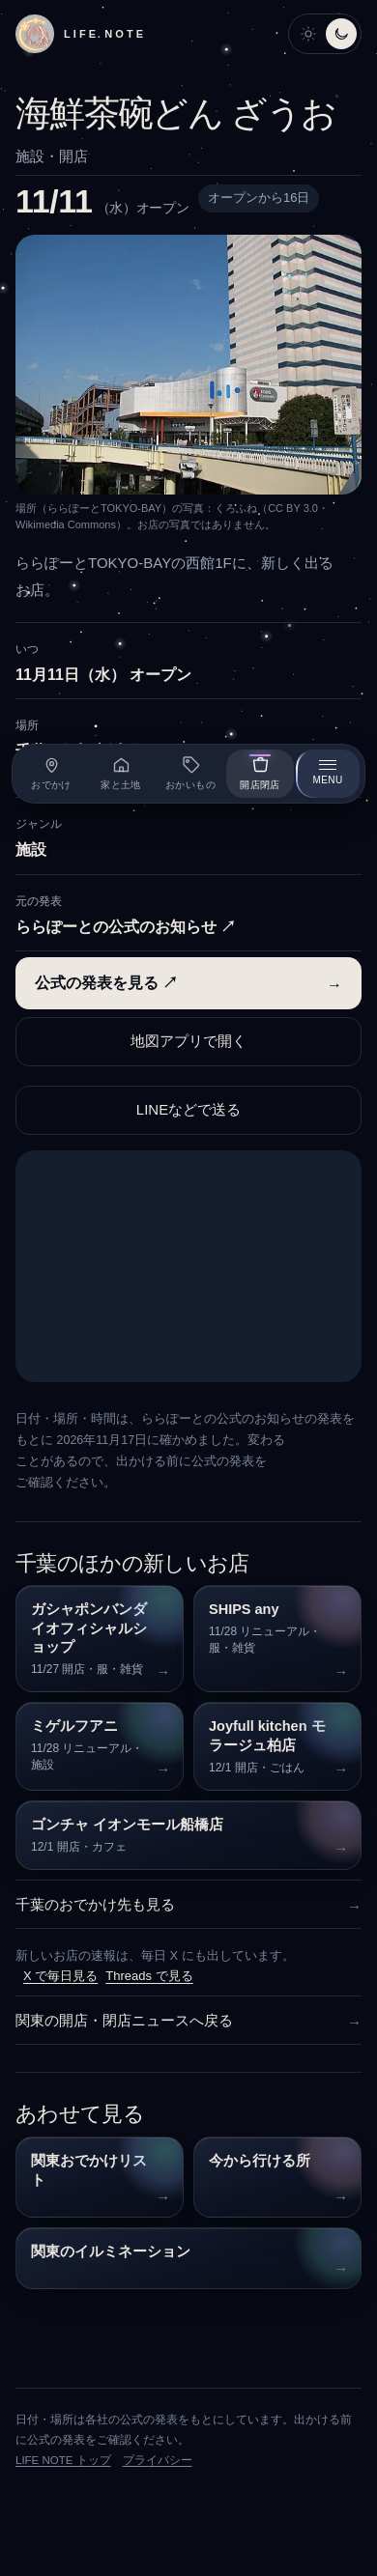 LIFE NOTE
海鮮茶碗どん ざうお
施設・開店
11/11 （水）オープン オープンから16日
場所（ららぽーとTOKYO-BAY）の写真：くろふね（CC BY 3.0・
Wikimedia Commons）。お店の写真ではありません。
ららぽーとTOKYO-BAYの西館1Fに、新しく出る
お店。
いつ
11月11日（水） オープン
場所
おでかけ 家と土地 おかいもの 開店閉店 MENU
ジャンル
施設
元の発表
ららぽーとの公式のお知らせ ↗
公式の発表を見る ↗ →
地図アプリで開く
LINEなどで送る
日付・場所・時間は、ららぽーとの公式のお知らせの発表を
もとに 2026年11月17日に確かめました。変わる
ことがあるので、出かける前に公式の発表を
ご確認ください。
千葉のほかの新しいお店
ガシャポンバンダ
イオフィシャルシ
ョップ
11/27 開店・服・雑貨 →
SHIPS any
11/28 リニューアル・
服・雑貨
→
ミゲルフアニ
11/28 リニューアル・
施設 →
Joyfull kitchen モ
ラージュ柏店
12/1 開店・ごはん →
ゴンチャ イオンモール船橋店
12/1 開店・カフェ →
千葉のおでかけ先も見る →
新しいお店の速報は、毎日 X にも出しています。
X で毎日見る Threads で見る
関東の開店・閉店ニュースへ戻る →
あわせて見る
関東おでかけリス
ト
→
今から行ける所
→
関東のイルミネーション
→
日付・場所は各社の公式の発表をもとにしています。出かける前
に公式の発表をご確認ください。
LIFE NOTE トップ プライバシー